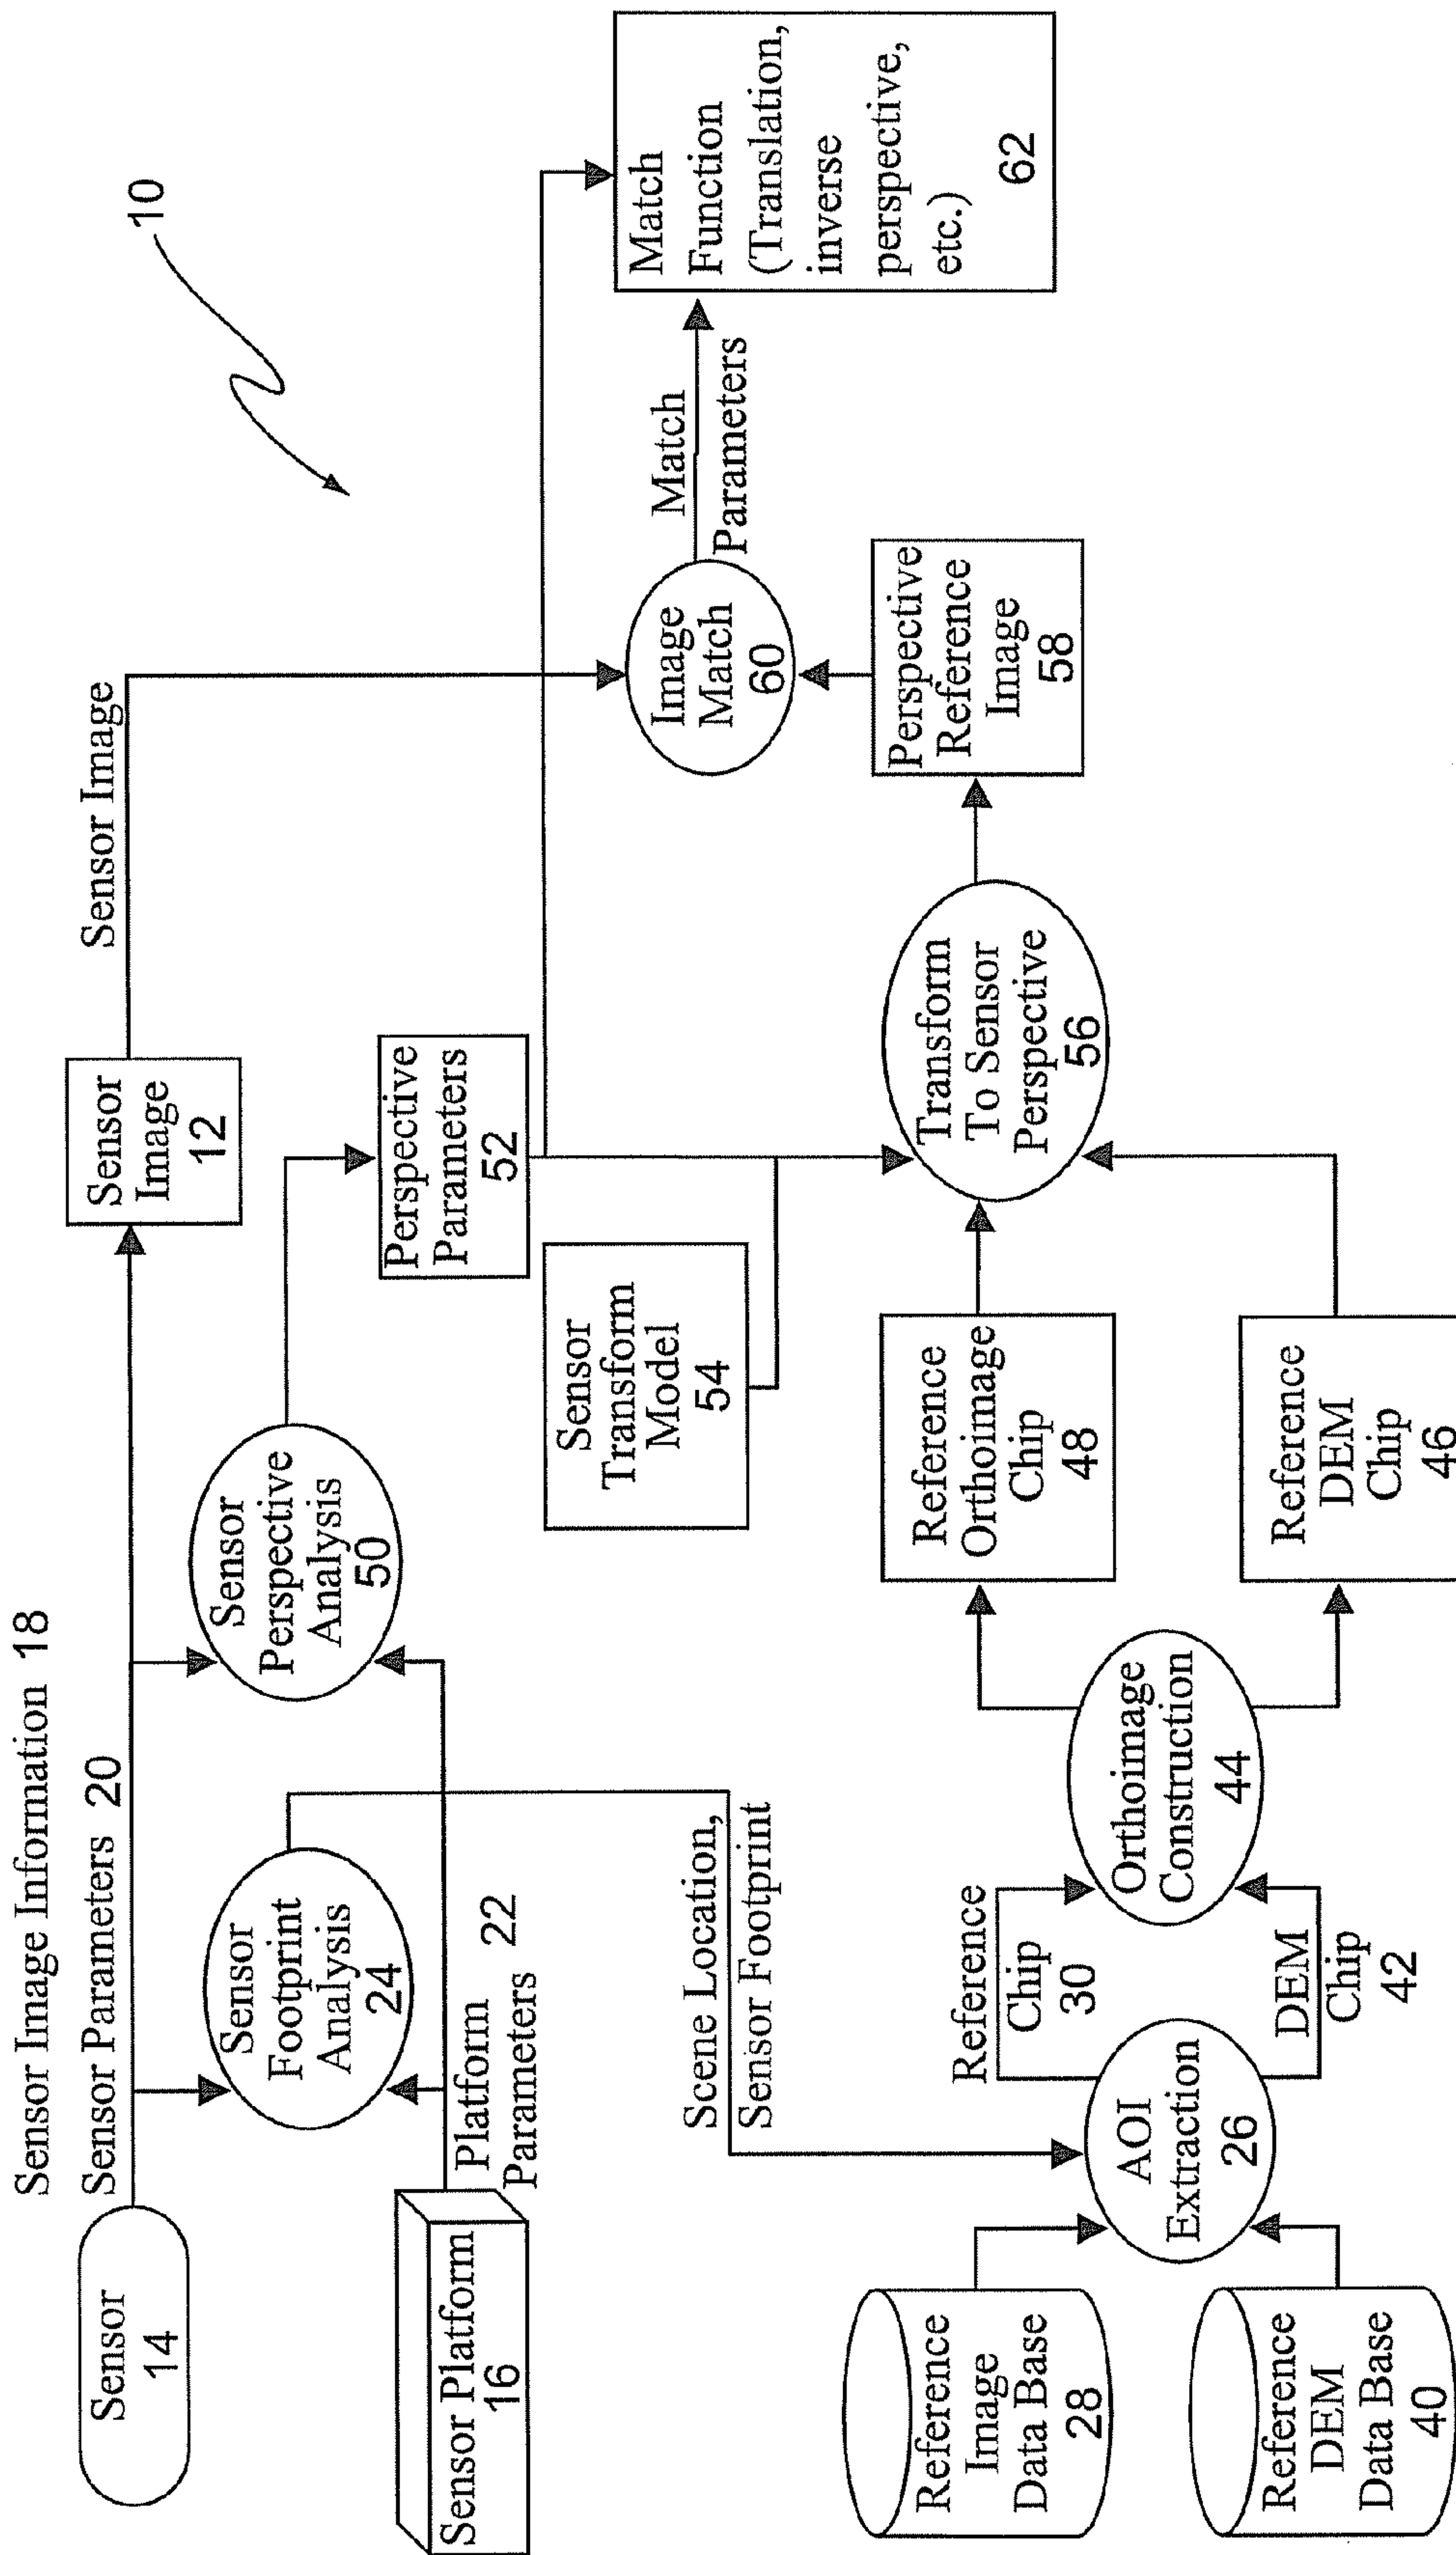 10
Sensor Image Information 18
Sensor Parameters 20
Sensor
14
Sensor Image
Sensor
Image
12
Sensor
Footprint
Analysis
24
Sensor
Perspective
Analysis
50
Perspective
Parameters
52
Sensor Platform
16
Platform 22
Parameters
Sensor
Transform
Model
54
Scene Location,
Sensor Footprint
Match
Parameters
Match
Function
(Translation,
inverse
perspective,
etc.)
62
Image
Match
60
Reference
Image
Data Base
28
Reference
Chip
30
Reference
Orthoimage
Chip
48
Transform
To Sensor
Perspective
56
Perspective
Reference
Image
58
AOI
Extraction
26
Orthoimage
Construction
44
Reference
DEM
Data Base
40
DEM
Chip
42
Reference
DEM
Chip
46